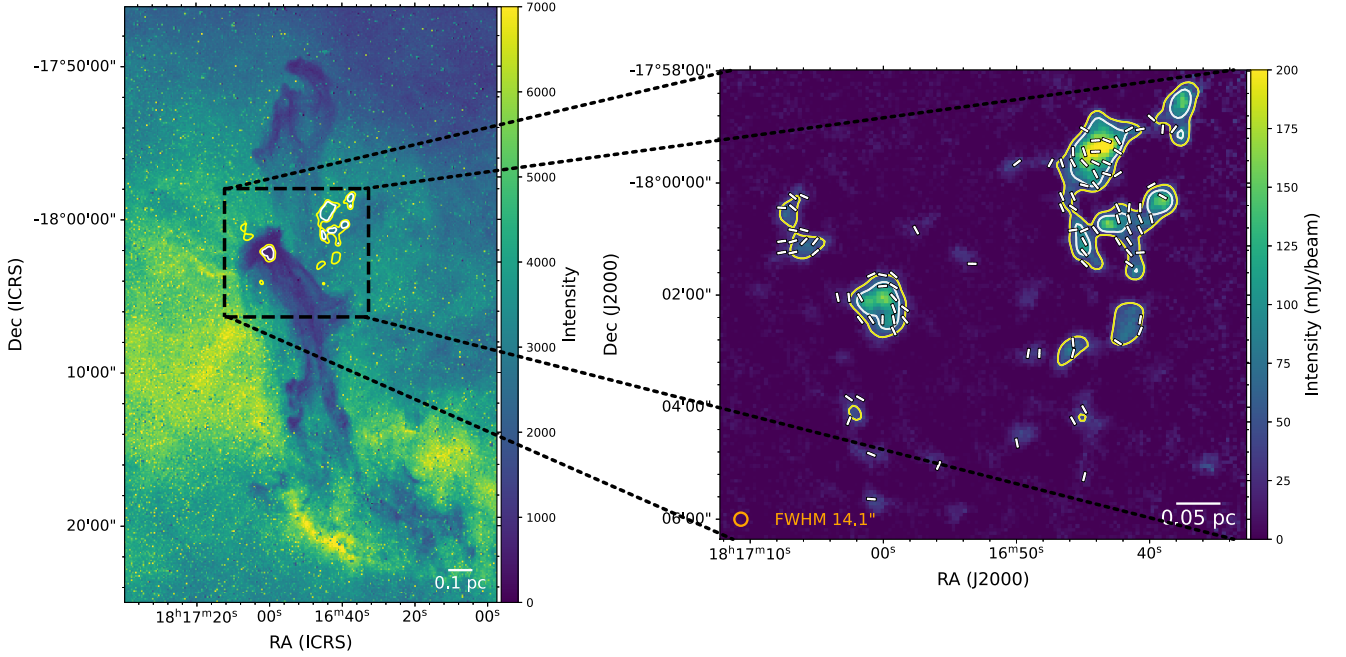 -17°50'00"
-18°00'00"
10'00"
20'00"
Dec (ICRS)
18ʰ17ᵐ20ˢ
00ˢ
16ᵐ40ˢ
20ˢ
00ˢ
RA (ICRS)
0.1 pc
7000
6000
5000
4000
3000
2000
1000
0
Intensity
-17°58'00"
-18°00'00"
02'00"
04'00"
06'00"
Dec (J2000)
FWHM 14.1"
0.05 pc
18ʰ17ᵐ10ˢ
00ˢ
16ᵐ50ˢ
40ˢ
RA (J2000)
200
175
150
125
100
75
50
25
0
Intensity (mJy/beam)